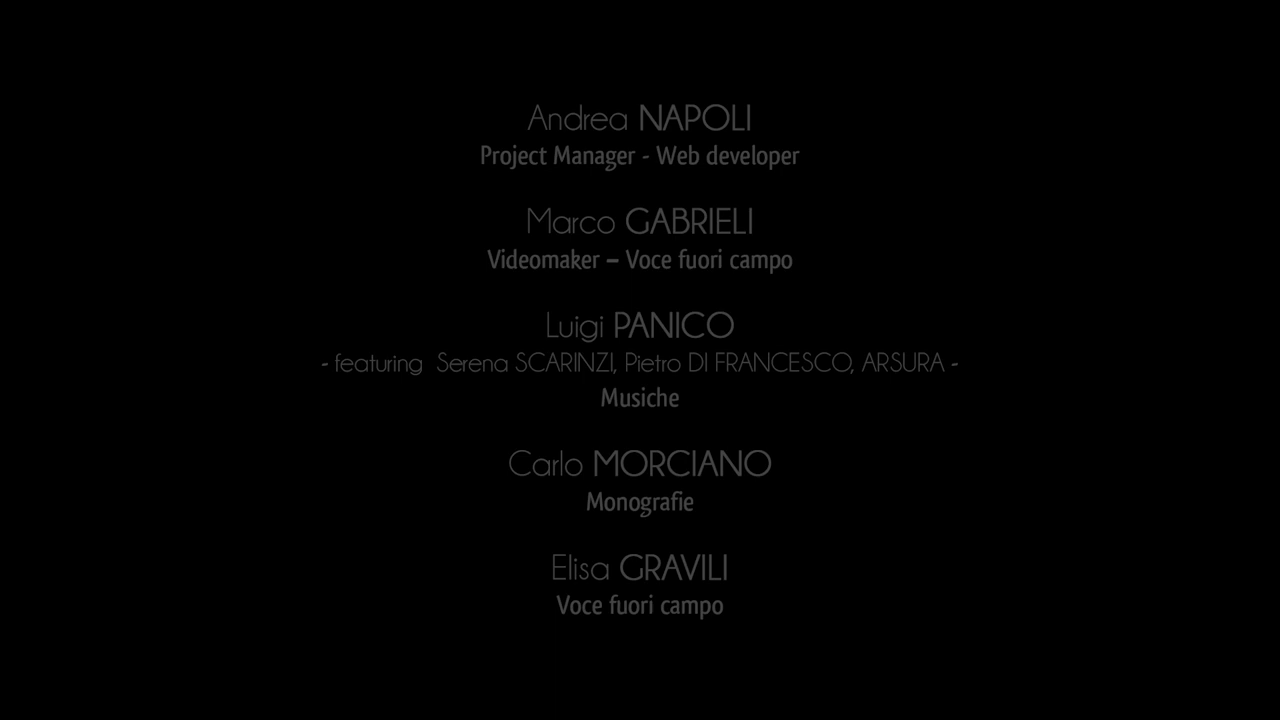 Andrea NAPOLI
Project Manager - Web developer
Marco GABRIELI
Videomaker – Voce fuori campo
Luigi PANICO
- featuring Serena SCARINZI, Pietro DI FRANCESCO, ARSURA -
Musiche
Carlo MORCIANO
Monografie
Elisa GRAVILI
Voce fuori campo